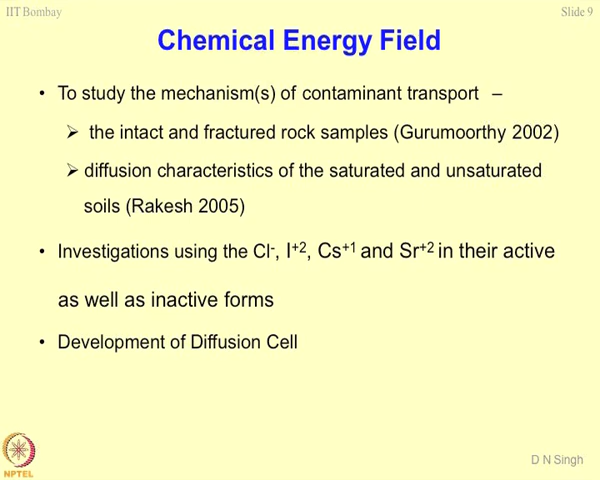 IIT Bombay
Slide 9
Chemical Energy Field
• To study the mechanism(s) of contaminant transport –
➢ the intact and fractured rock samples (Gurumoorthy 2002)
➢ diffusion characteristics of the saturated and unsaturated
soils (Rakesh 2005)
• Investigations using the Cl⁻, I⁺², Cs⁺¹ and Sr⁺² in their active
as well as inactive forms
• Development of Diffusion Cell
NPTEL
D N Singh